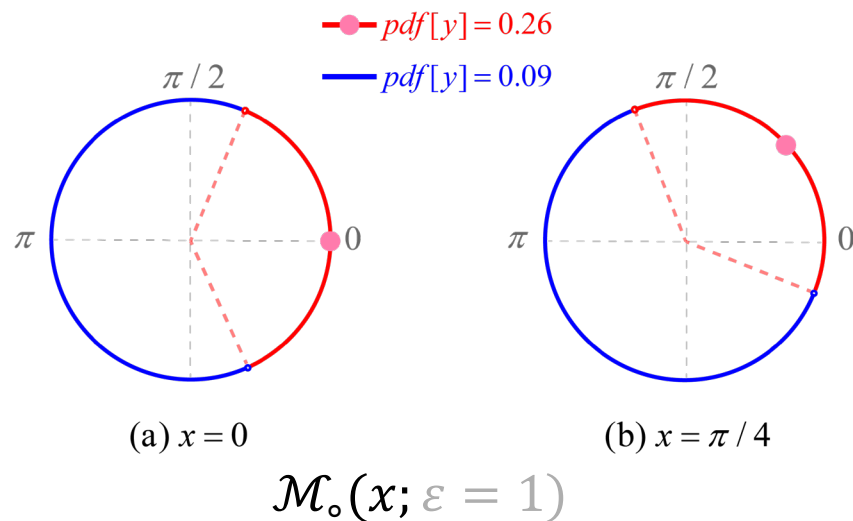 pdf[y] = 0.26
pdf[y] = 0.09
π / 2
π
0
(a) x = 0
π / 2
π
0
(b) x = π / 4
ℳ∘(x; ε = 1)